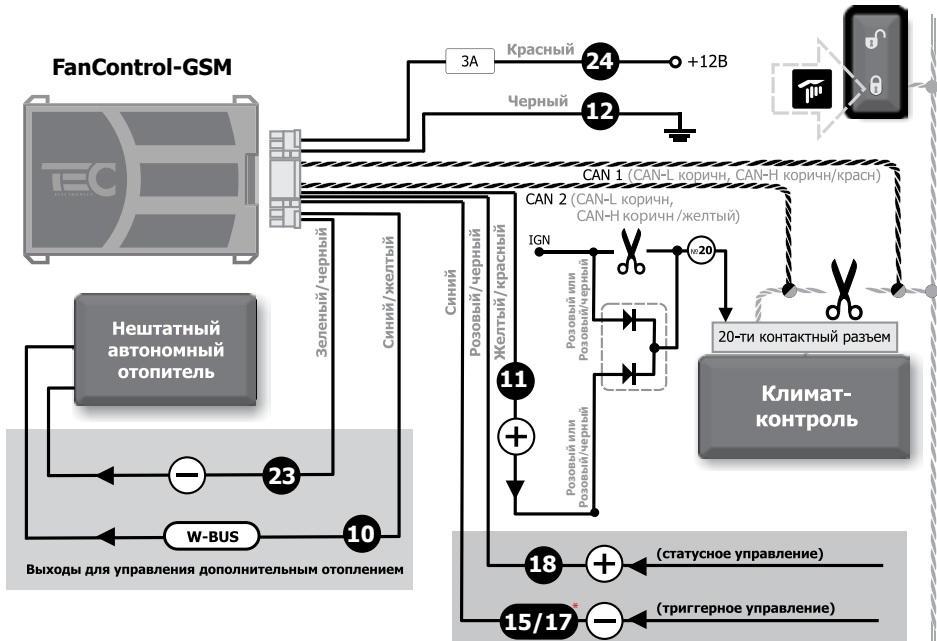 FanControl-GSM
3А
Красный
24
+12В
Черный
12
TEC
CAN 1 (CAN-L коричн, CAN-H коричн/красн)
CAN 2 (CAN-L коричн,
CAN-H коричн/желтый)
IGN
№20
Зеленый/черный
Синий/желтый
Синий
Розовый/черный
Желтый/красный
Розовый или
Розовый/черный
Розовый или
Розовый/черный
20-ти контактный разъем
Климат-
контроль
Нештатный
автономный
отопитель
11
+
−
23
W-BUS
10
Выходы для управления дополнительным отоплением
18
+
(статусное управление)
15/17*
−
(триггерное управление)